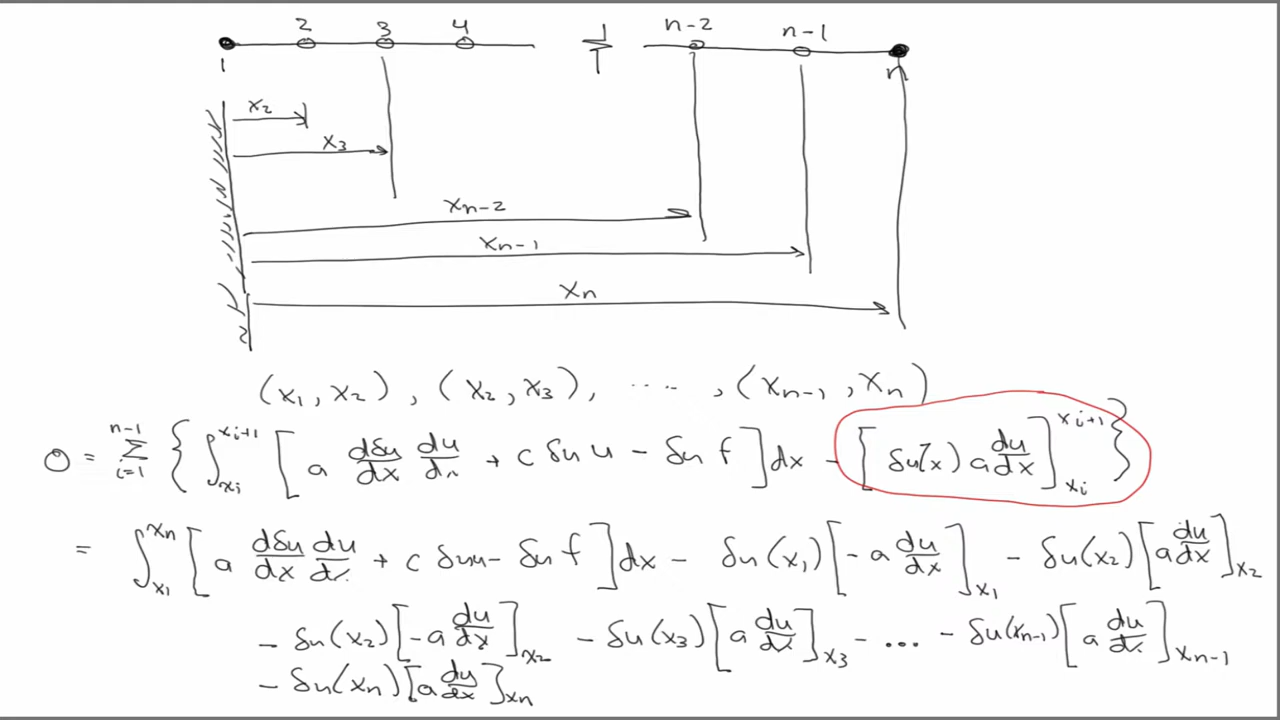 2 3 4 n-2 n-1
1 n
x₂
x₃
xₙ₋₂
xₙ₋₁
xₙ
(x₁, x₂), (x₂, x₃), ...., (xₙ₋₁, xₙ)
0 = Σ_{i=1}^{n-1} { ∫_{xᵢ}^{xᵢ₊₁} [ a dδu/dx du/dx + c δu u - δu f ] dx - [ δu(x) a du/dx ]_{xᵢ}^{xᵢ₊₁} }
= ∫_{x₁}^{xₙ} [ a dδu/dx du/dx + c δu u - δu f ] dx - δu(x₁) [ -a du/dx ]_{x₁} - δu(x₂) [ a du/dx ]_{x₂}
- δu(x₂) [ -a du/dx ]_{x₂} - δu(x₃) [ a du/dx ]_{x₃} - ... - δu(xₙ₋₁) [ a du/dx ]_{xₙ₋₁}
- δu(xₙ) [ a du/dx ]_{xₙ}